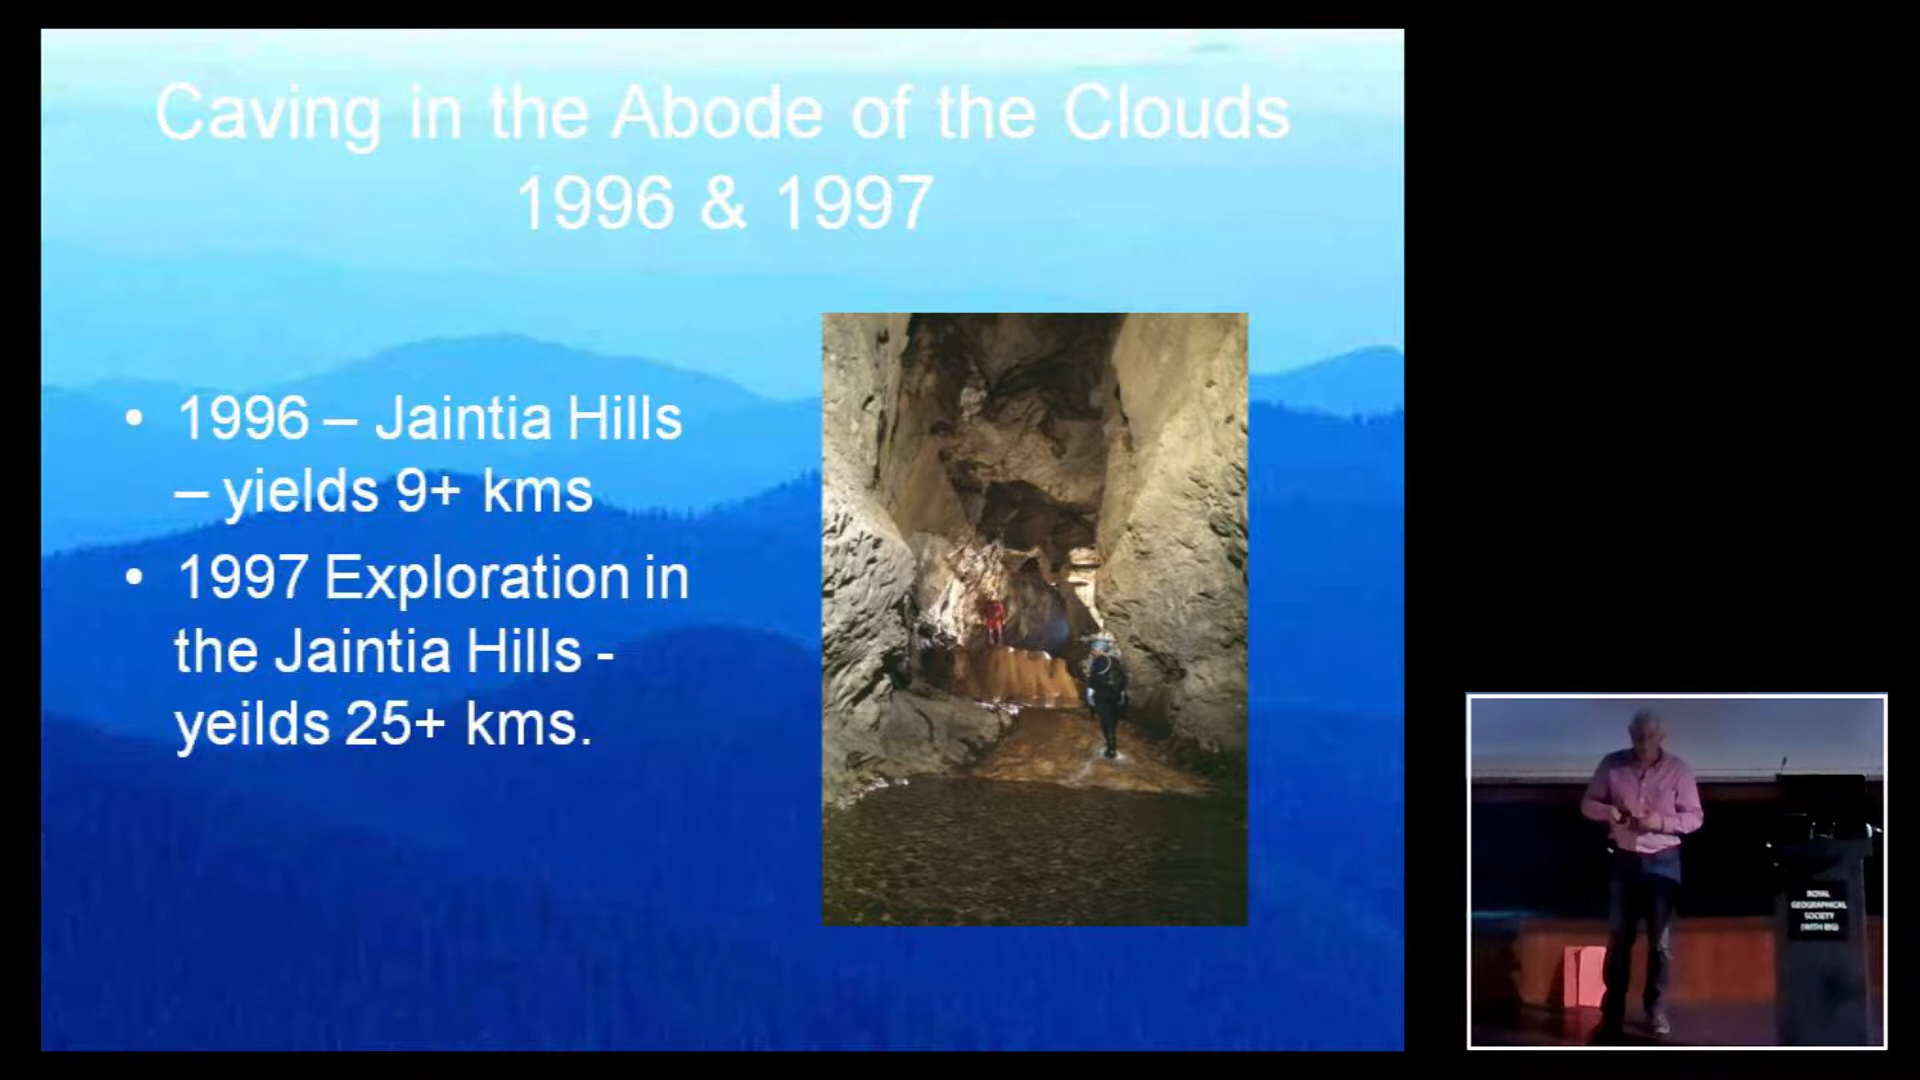 Caving in the Abode of the Clouds
1996 & 1997
• 1996 – Jaintia Hills
– yields 9+ kms
• 1997 Exploration in
the Jaintia Hills -
yeilds 25+ kms.
ROYAL
GEOGRAPHICAL
SOCIETY
(WITH IBG)